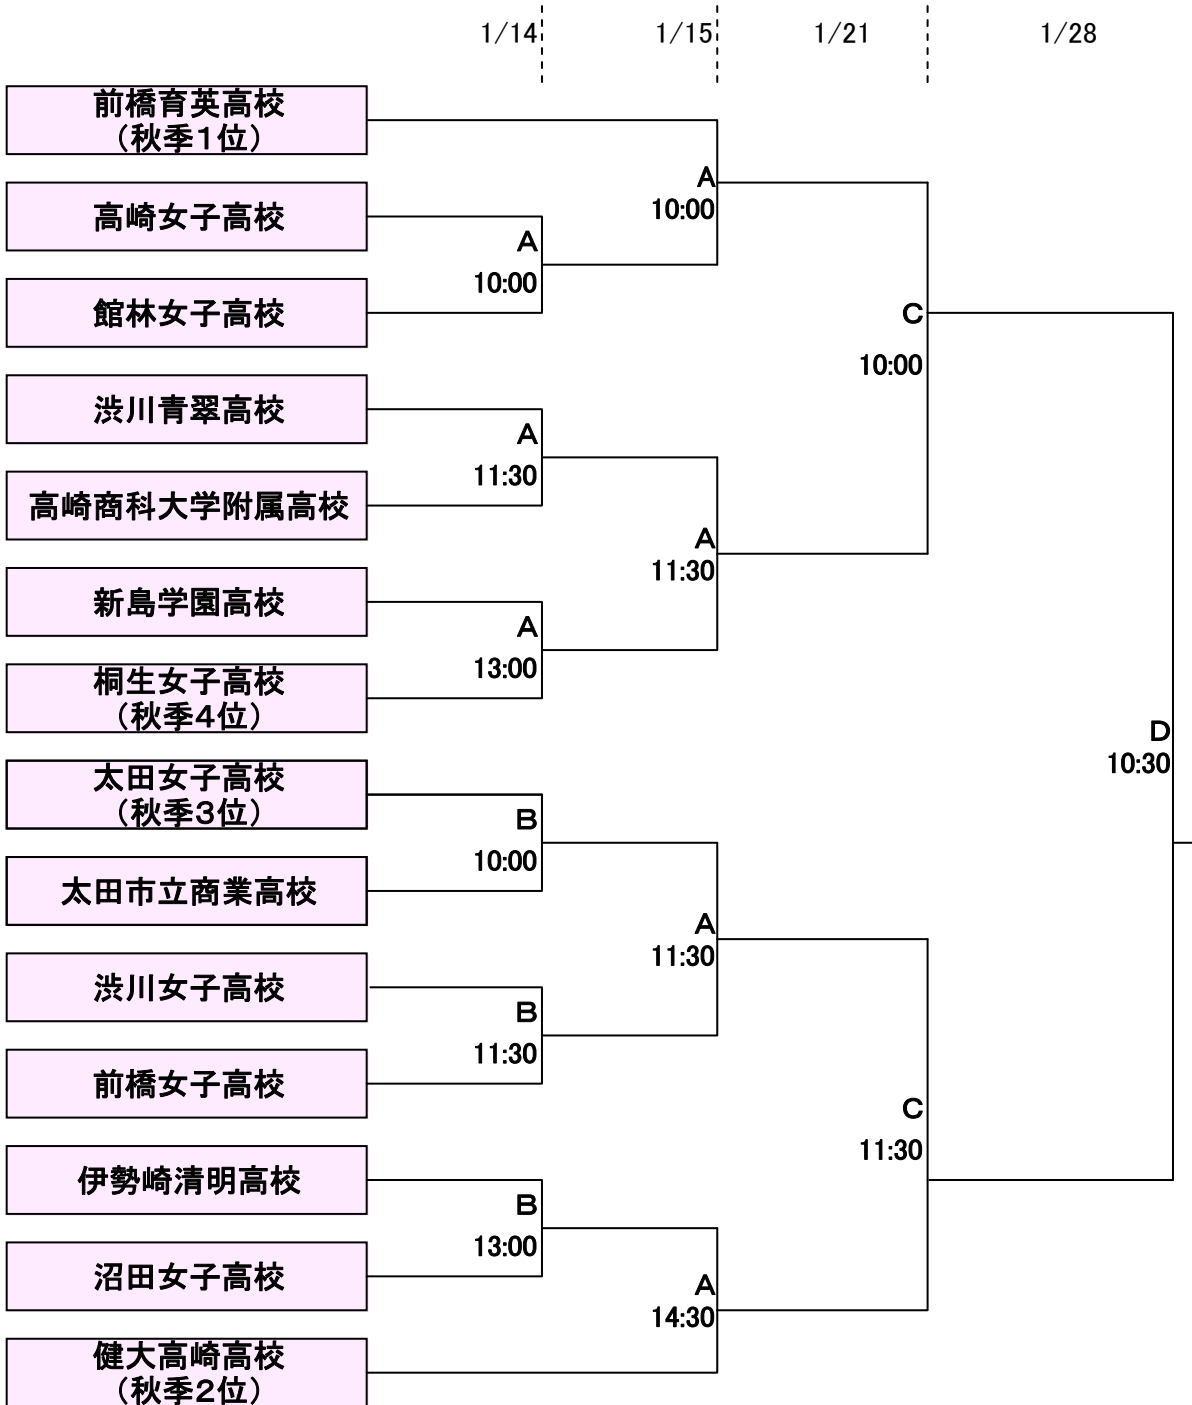 1/14
1/15
1/21
1/28
前橋育英高校
（秋季１位）
A
10:00
高崎女子高校
A
10:00
館林女子高校
C
10:00
渋川青翠高校
A
11:30
高崎商科大学附属高校
A
11:30
新島学園高校
A
13:00
桐生女子高校
（秋季４位）
D
10:30
太田女子高校
（秋季３位）
B
10:00
太田市立商業高校
A
11:30
渋川女子高校
B
11:30
前橋女子高校
C
11:30
伊勢崎清明高校
B
13:00
沼田女子高校
A
14:30
健大高崎高校
（秋季２位）